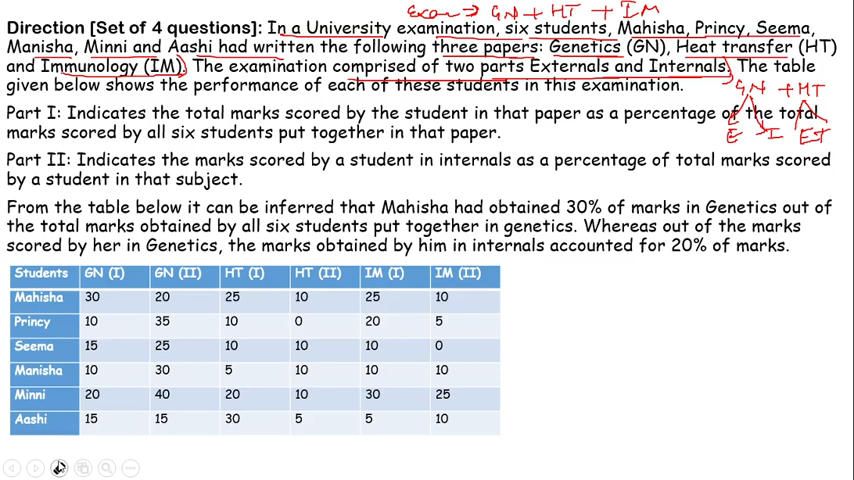 Exam → GN + HT + IM
Direction [Set of 4 questions]: In a University examination, six students, Mahisha, Princy, Seema,
Manisha, Minni and Aashi had written the following three papers: Genetics (GN), Heat transfer (HT)
and Immunology (IM). The examination comprised of two parts Externals and Internals. The table
given below shows the performance of each of these students in this examination.
GN + HT
E I E I
Part I: Indicates the total marks scored by the student in that paper as a percentage of the total
marks scored by all six students put together in that paper.
Part II: Indicates the marks scored by a student in internals as a percentage of total marks scored
by a student in that subject.
From the table below it can be inferred that Mahisha had obtained 30% of marks in Genetics out of
the total marks obtained by all six students put together in genetics. Whereas out of the marks
scored by her in Genetics, the marks obtained by him in internals accounted for 20% of marks.
Students GN (I) GN (II) HT (I) HT (II) IM (I) IM (II)
Mahisha 30 20 25 10 25 10
Princy 10 35 10 0 20 5
Seema 15 25 10 10 10 0
Manisha 10 30 5 10 10 10
Minni 20 40 20 10 30 25
Aashi 15 15 30 5 5 10